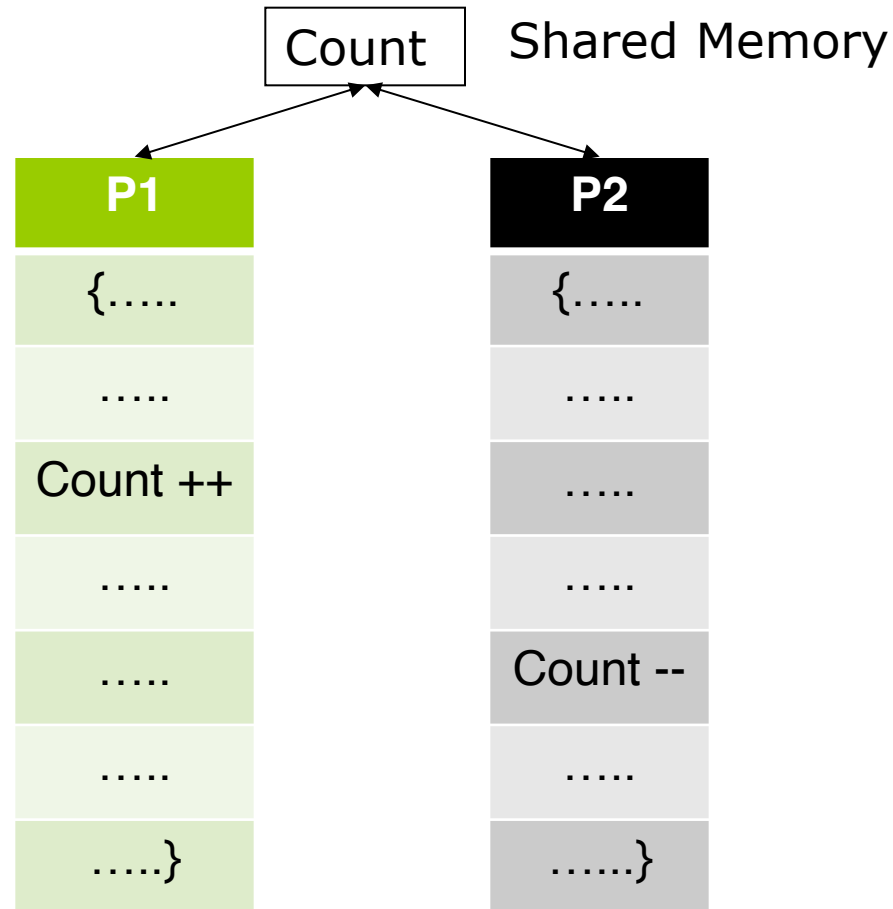 Count
Shared Memory
P1
{…..
…..
Count ++
…..
…..
…..
…..}
P2
{…..
…..
…..
…..
Count --
…..
…...}